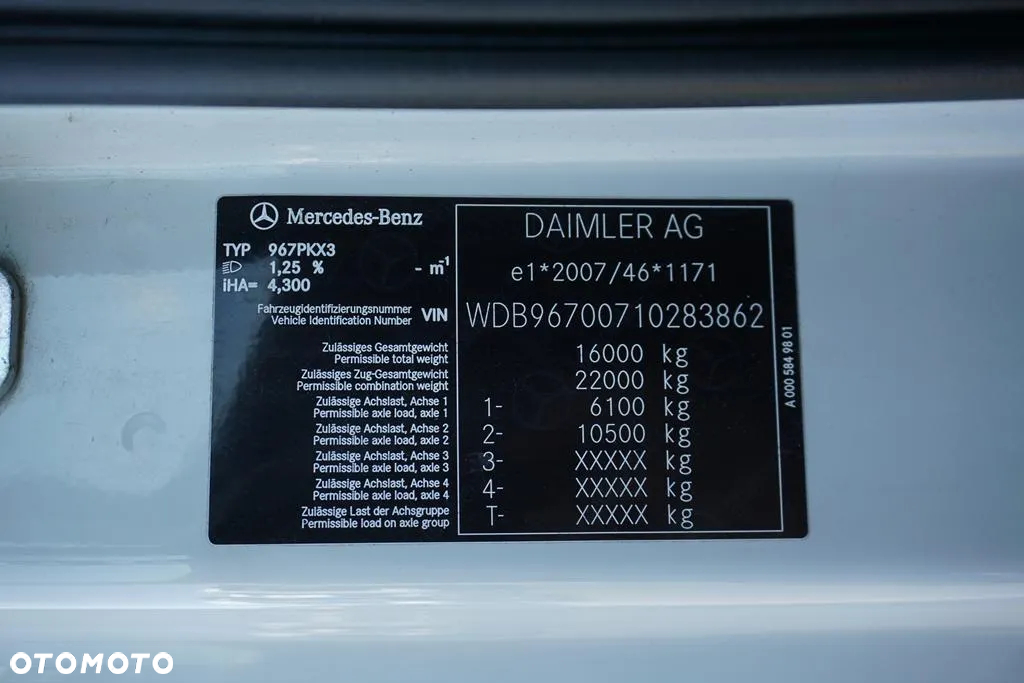 Mercedes-Benz
TYP 967PKX3
1,25 % - m⁻¹
iHA= 4,300
Fahrzeugidentifizierungsnummer
Vehicle Identification Number VIN
Zulässiges Gesamtgewicht
Permissible total weight
Zulässiges Zug-Gesamtgewicht
Permissible combination weight
Zulässige Achslast, Achse 1
Permissible axle load, axle 1
Zulässige Achslast, Achse 2
Permissible axle load, axle 2
Zulässige Achslast, Achse 3
Permissible axle load, axle 3
Zulässige Achslast, Achse 4
Permissible axle load, axle 4
Zulässige Last der Achsgruppe
Permissible load on axle group
DAIMLER AG
e1*2007/46*1171
WDB96700710283862
16000 kg
22000 kg
1- 6100 kg
2- 10500 kg
3- XXXXX kg
4- XXXXX kg
T- XXXXX kg
A 000 584 98 01
OTOMOTO